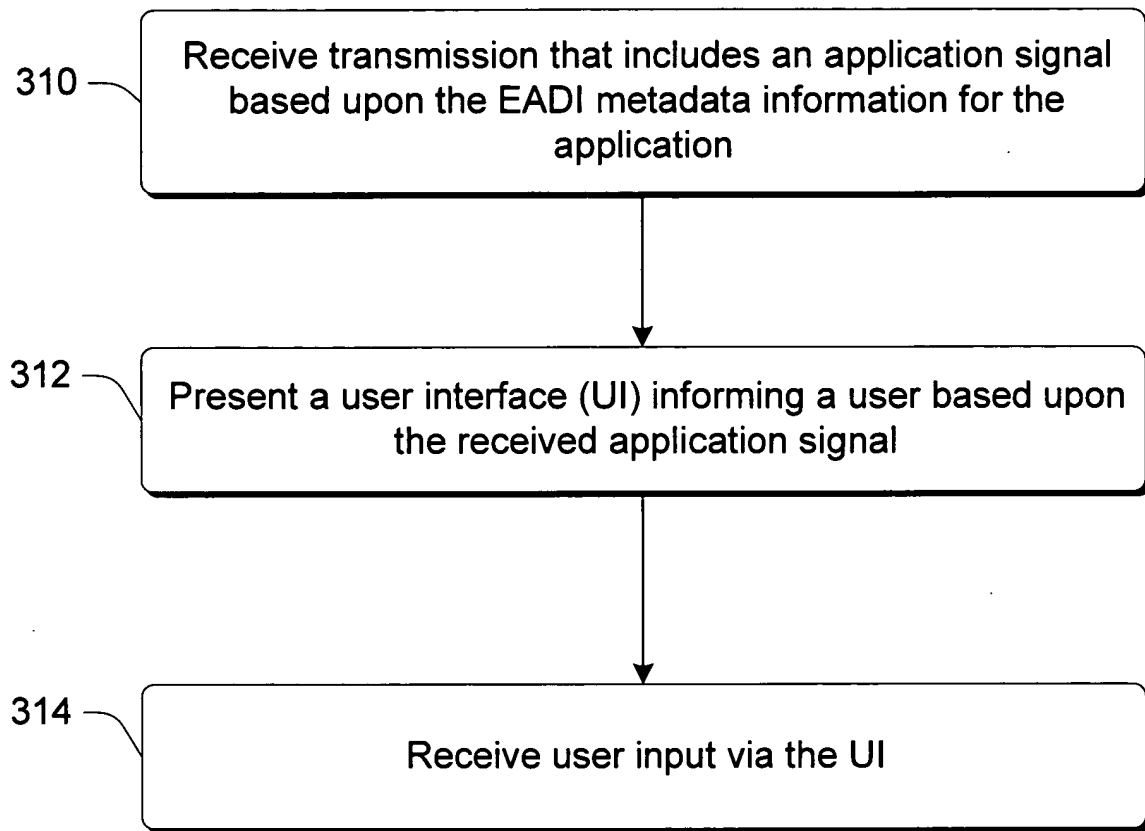 310
Receive transmission that includes an application signal
based upon the EADI metadata information for the
application
312
Present a user interface (UI) informing a user based upon
the received application signal
314
Receive user input via the UI